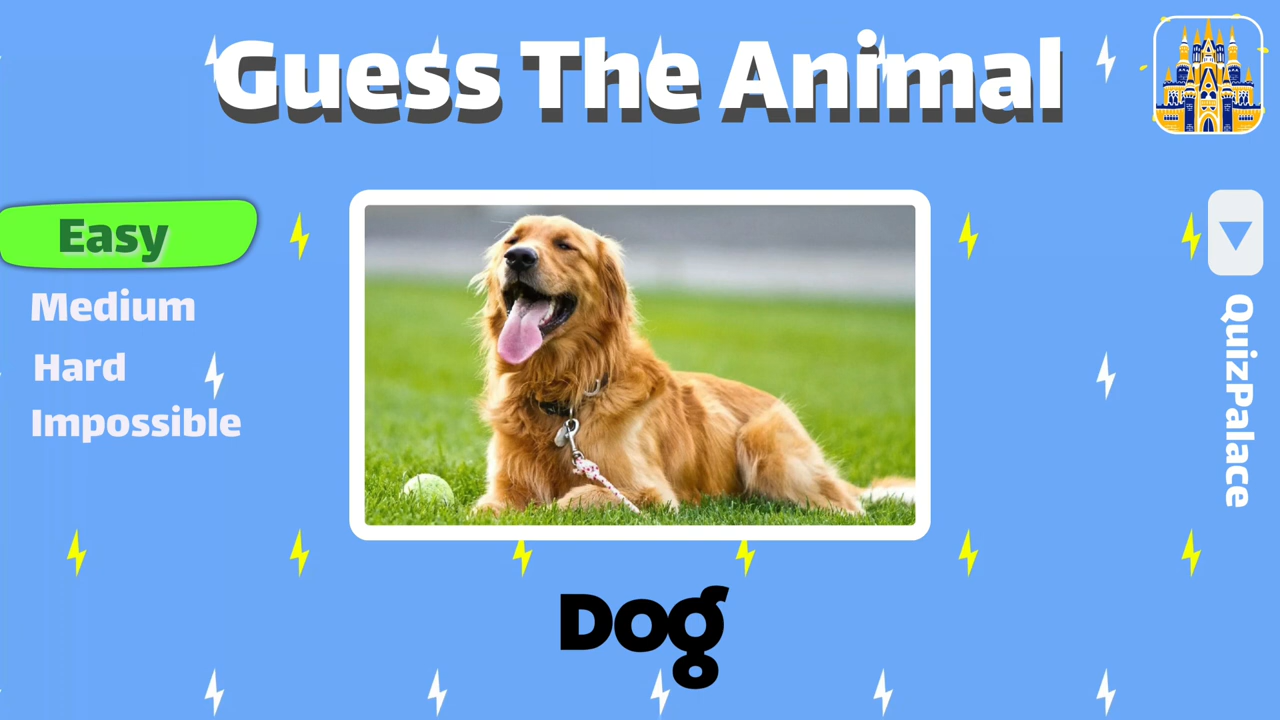 Guess The Animal
Easy
Medium
Hard
Impossible
QuizPalace
Dog